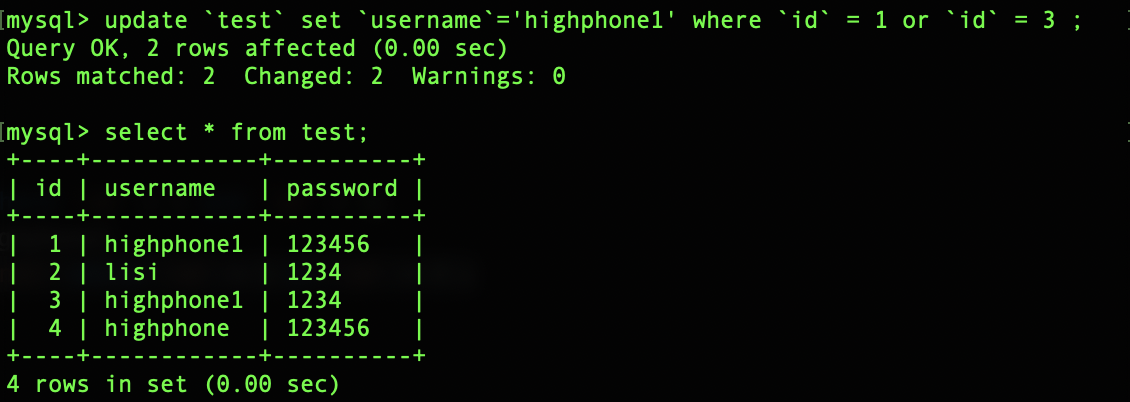 mysql> update `test` set `username`='highphone1' where `id` = 1 or `id` = 3 ;
Query OK, 2 rows affected (0.00 sec)
Rows matched: 2  Changed: 2  Warnings: 0
mysql> select * from test;
+----+------------+----------+
| id | username   | password |
+----+------------+----------+
|  1 | highphone1 | 123456   |
|  2 | lisi       | 1234     |
|  3 | highphone1 | 1234     |
|  4 | highphone  | 123456   |
+----+------------+----------+
4 rows in set (0.00 sec)